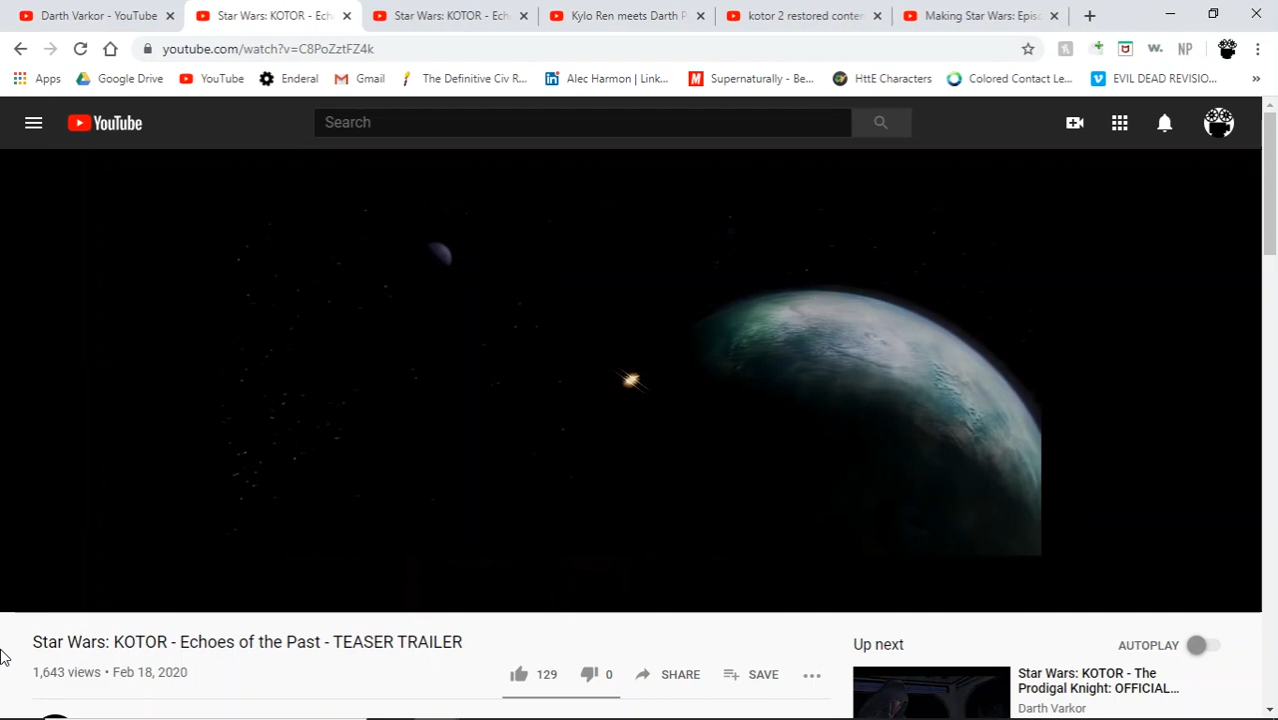 Darth Varkor - YouTube
Star Wars: KOTOR - Ech
Star Wars: KOTOR - Ech
Kylo Ren meets Darth P
kotor 2 restored conten
Making Star Wars: Episo
youtube.com/watch?v=C8PoZztFZ4k
W.
NP
Apps
Google Drive
YouTube
Enderal
Gmail
The Definitive Civ R...
Alec Harmon | Link...
Supernaturally - Be...
HttE Characters
Colored Contact Le...
EVIL DEAD REVISIO...
»
YouTube
Search
Star Wars: KOTOR - Echoes of the Past - TEASER TRAILER
1,643 views • Feb 18, 2020
129
0
SHARE
SAVE
Up next
AUTOPLAY
Star Wars: KOTOR - The
Prodigal Knight: OFFICIAL...
Darth Varkor